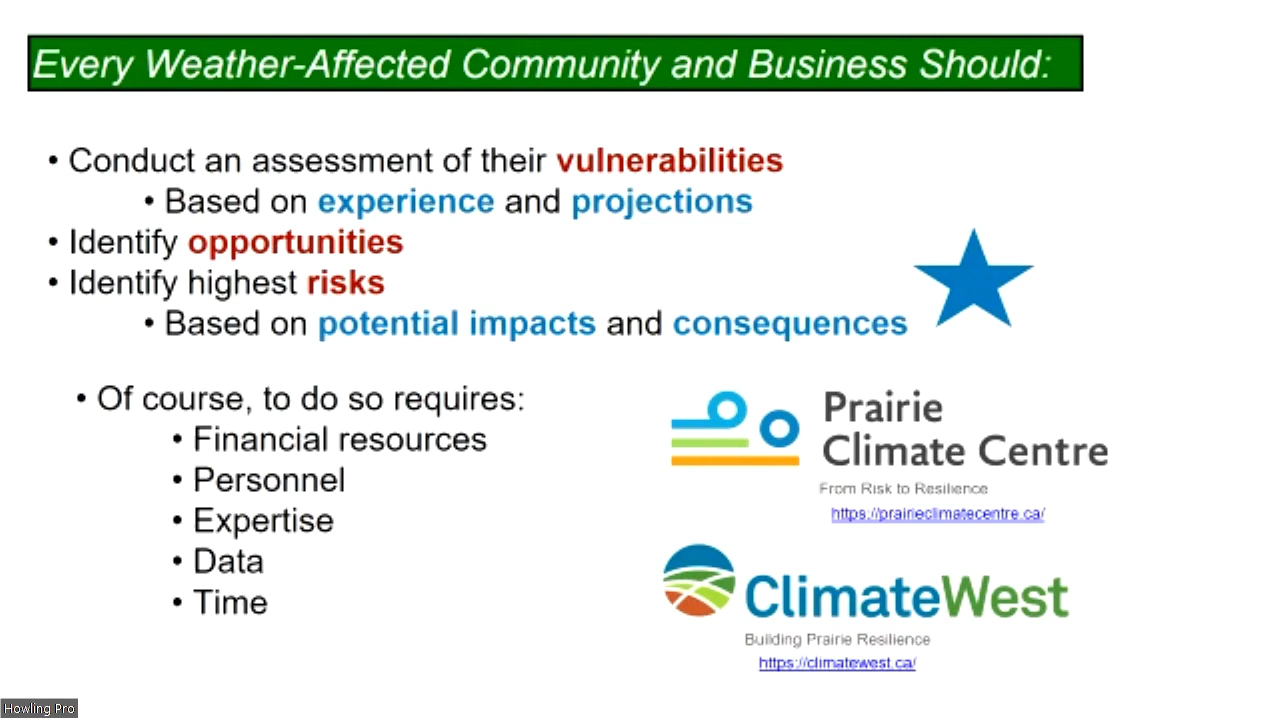 Every Weather-Affected Community and Business Should:
• Conduct an assessment of their vulnerabilities
• Based on experience and projections
• Identify opportunities
• Identify highest risks
• Based on potential impacts and consequences
• Of course, to do so requires:
• Financial resources
• Personnel
• Expertise
• Data
• Time
Prairie
Climate Centre
From Risk to Resilience
https://prairieclimatecentre.ca/
ClimateWest
Building Prairie Resilience
https://climatewest.ca/
Howling Pro